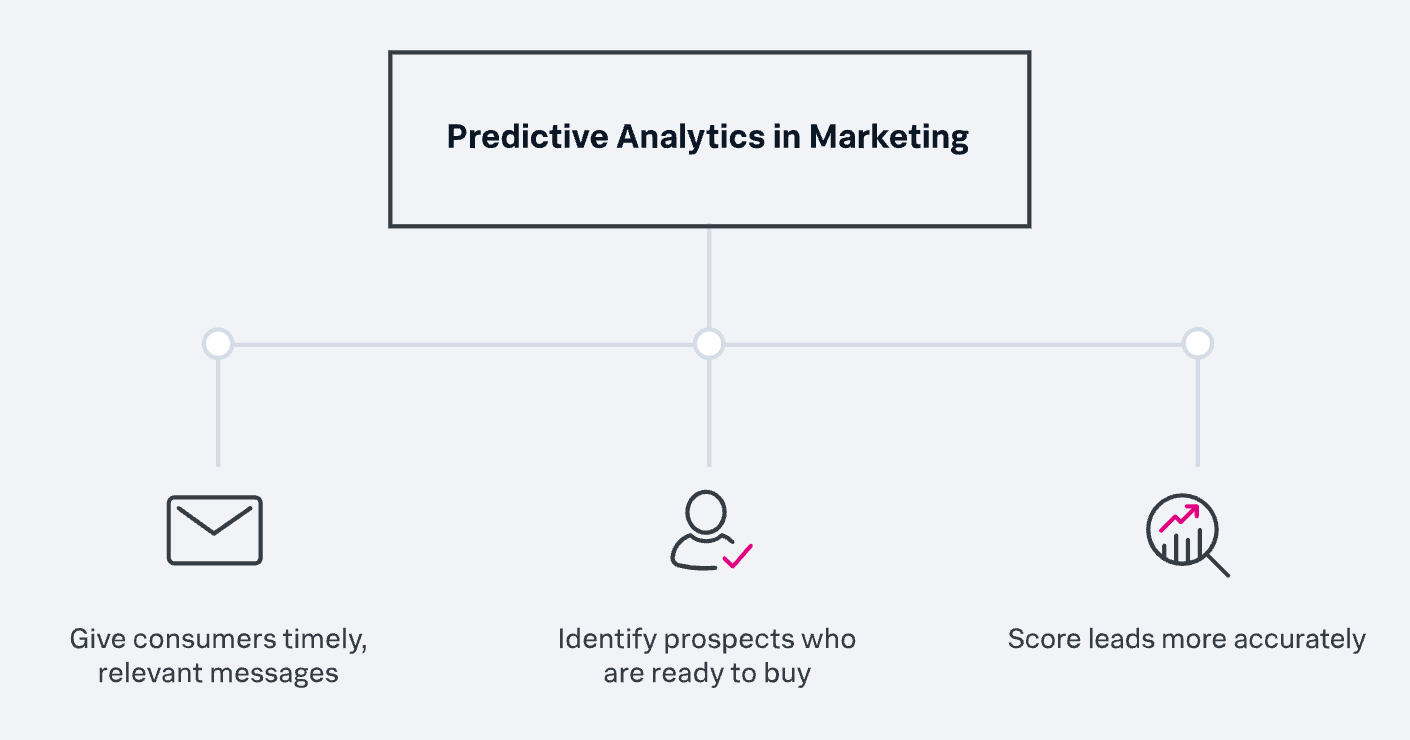 Predictive Analytics in Marketing
Give consumers timely,
relevant messages
Identify prospects who
are ready to buy
Score leads more accurately